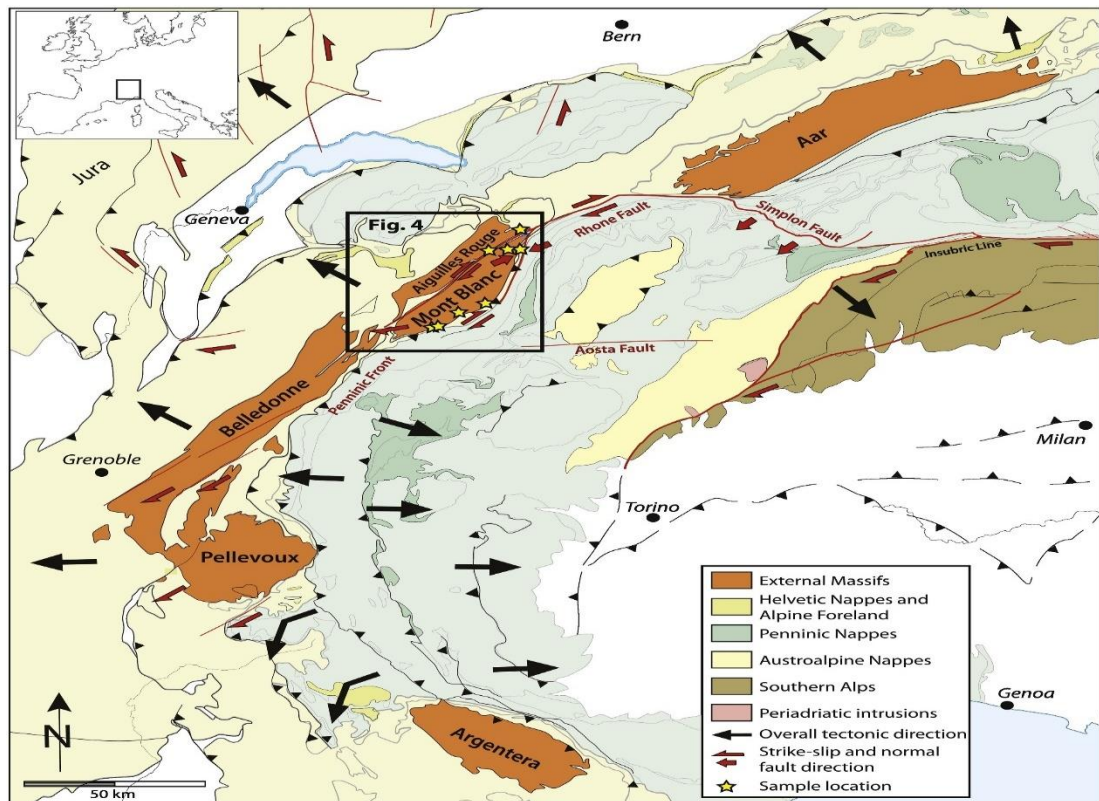 Bern
Jura
Aar
Geneva
Fig. 4
Aiguilles Rouge
Mont Blanc
Rhone Fault
Simplon Fault
Insubric Line
Aosta Fault
Penninic Front
Belledonne
Grenoble
Milan
Torino
Pellevoux
Argentera
Genoa
N
50 km
External Massifs
Helvetic Nappes and
Alpine Foreland
Penninic Nappes
Austroalpine Nappes
Southern Alps
Periadriatic intrusions
Overall tectonic direction
Strike-slip and normal
fault direction
Sample location